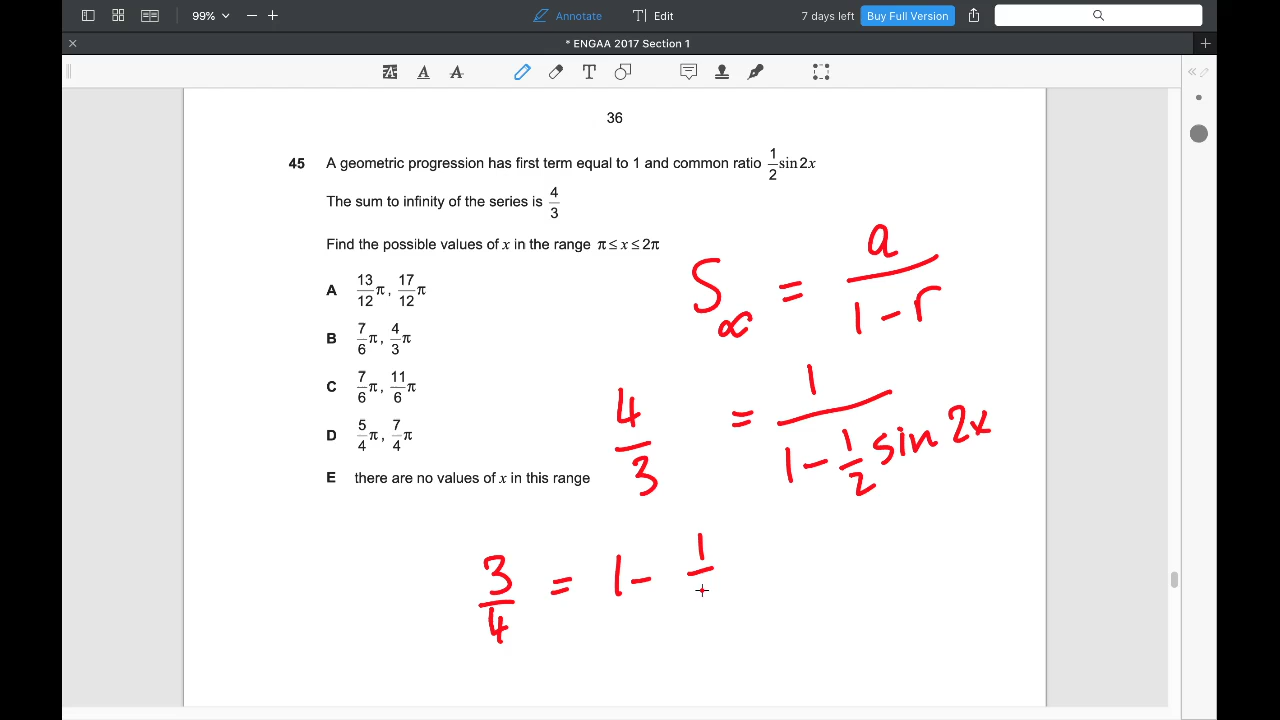 99%
Annotate
Edit
7 days left
Buy Full Version
* ENGAA 2017 Section 1
36
45 A geometric progression has first term equal to 1 and common ratio 1/2 sin2x
The sum to infinity of the series is 4/3
Find the possible values of x in the range π ≤ x ≤ 2π
A 13/12 π, 17/12 π
B 7/6 π, 4/3 π
C 7/6 π, 11/6 π
D 5/4 π, 7/4 π
E there are no values of x in this range
S∞ = a/(1 - r)
4/3 = 1/(1 - 1/2 sin 2x)
3/4 = 1 - 1